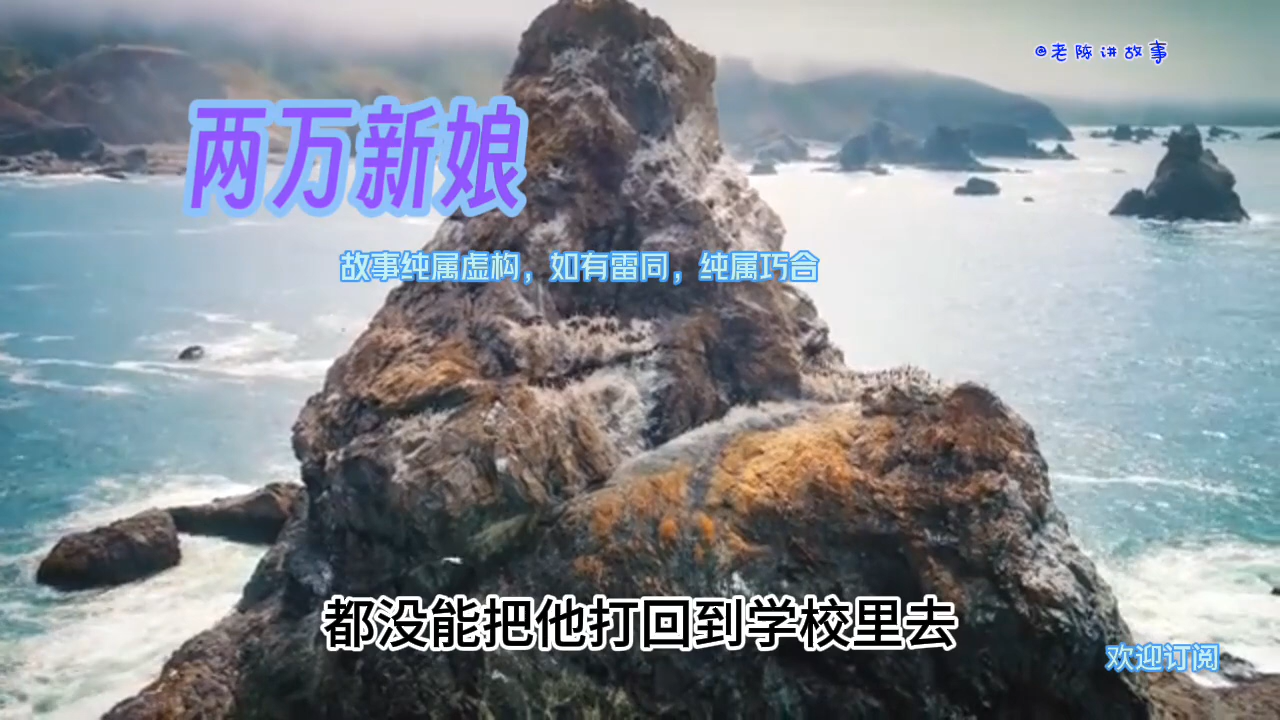 @老陈讲故事
两万新娘
故事纯属虚构，如有雷同，纯属巧合
都没能把他打回到学校里去
欢迎订阅